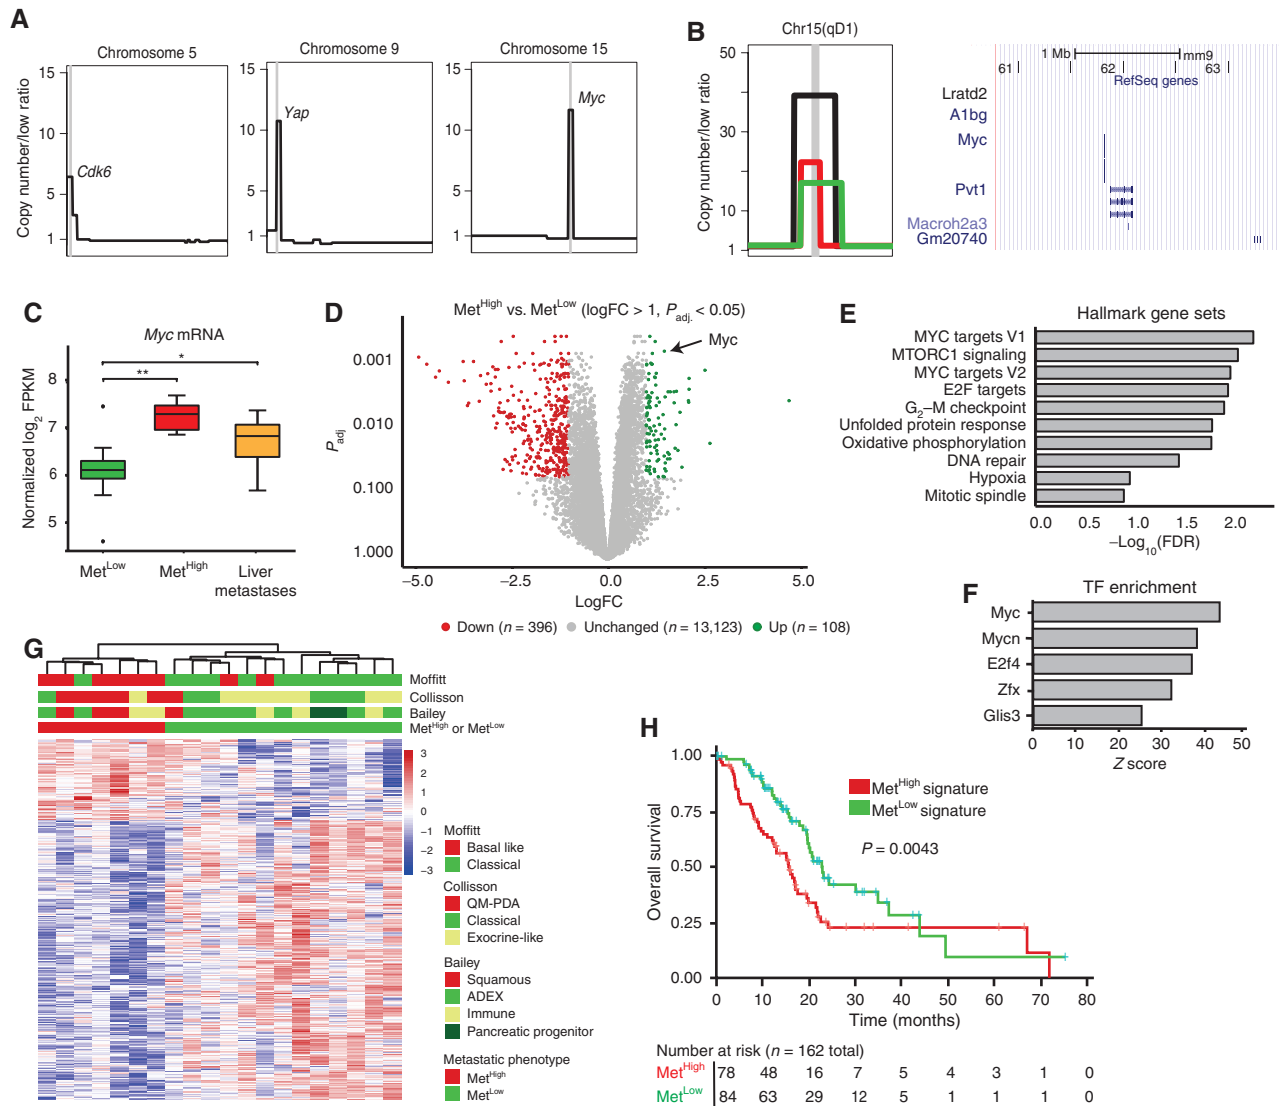 A
Chromosome 5
Chromosome 9
Chromosome 15
Copy number/low ratio
15
10
5
1
Cdk6
15
10
5
1
Yap
15
10
5
1
Myc
B
Chr15(qD1)
Copy number/low ratio
50
30
10
1
1 Mb
mm9
61
62
63
RefSeq genes
Lratd2
A1bg
Myc
Pvt1
Macroh2a3
Gm20740
C
Myc mRNA
Normalized log2 FPKM
8
7
6
5
*
**
MetLow
MetHigh
Liver
metastases
D
MetHigh vs. MetLow (logFC > 1, Padj. < 0.05)
Myc
Padj
0.001
0.010
0.100
1.000
−5.0
−2.5
0.0
2.5
5.0
LogFC
Down (n = 396)
Unchanged (n = 13,123)
Up (n = 108)
E
Hallmark gene sets
MYC targets V1
MTORC1 signaling
MYC targets V2
E2F targets
G2–M checkpoint
Unfolded protein response
Oxidative phosphorylation
DNA repair
Hypoxia
Mitotic spindle
0.0
0.5
1.0
1.5
2.0
–Log10(FDR)
F
TF enrichment
Myc
Mycn
E2f4
Zfx
Glis3
0
10
20
30
40
50
Z score
G
Moffitt
Collisson
Bailey
MetHigh or MetLow
3
2
1
0
−1
−2
−3
Moffitt
Basal like
Classical
Collisson
QM-PDA
Classical
Exocrine-like
Bailey
Squamous
ADEX
Immune
Pancreatic progenitor
Metastatic phenotype
MetHigh
MetLow
H
Overall survival
1.00
0.75
0.50
0.25
0.00
MetHigh signature
MetLow signature
P = 0.0043
0 10 20 30 40 50 60 70 80
Time (months)
Number at risk (n = 162 total)
MetHigh 78 48 16 7 5 4 3 1 0
MetLow 84 63 29 12 5 1 1 1 0